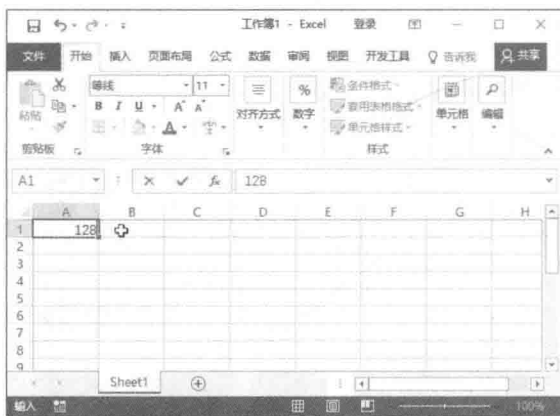 工作簿1 - Excel 登录
文件 开始 插入 页面布局 公式 数据 审阅 视图 开发工具 告诉我 共享
粘贴
剪贴板
等线 11
B I U A A
A
字体
对齐方式
%
数字
条件格式
套用表格格式
单元格样式
样式
单元格
编辑
A1 fx 128
A B C D E F G H
1 128
2
3
4
5
6
7
8
9
Sheet1
输入 100%